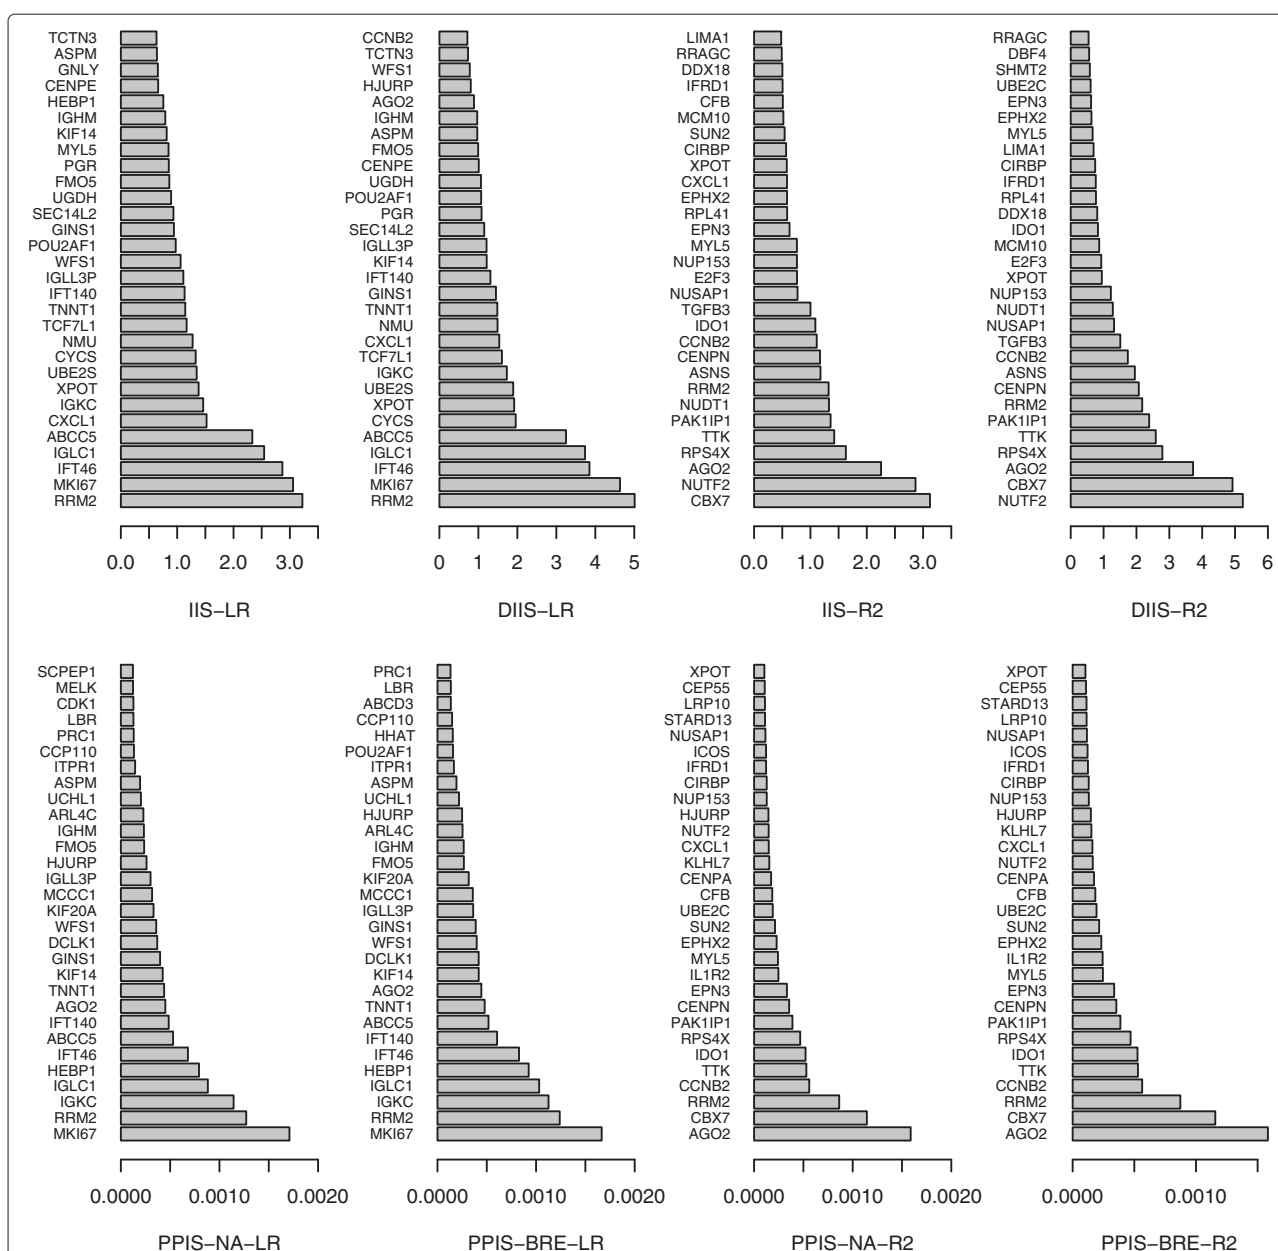 TCTN3
ASPM
GNLY
CENPE
HEBP1
IGHM
KIF14
MYL5
PGR
FMO5
UGDH
SEC14L2
GINS1
POU2AF1
WFS1
IGLL3P
IFT140
TNNT1
TCF7L1
NMU
CYCS
UBE2S
XPOT
IGKC
CXCL1
ABCC5
IGLC1
IFT46
MKI67
RRM2
0.0 1.0 2.0 3.0
IIS−LR
CCNB2
TCTN3
WFS1
HJURP
AGO2
IGHM
ASPM
FMO5
CENPE
UGDH
POU2AF1
PGR
SEC14L2
IGLL3P
KIF14
IFT140
GINS1
TNNT1
NMU
CXCL1
TCF7L1
IGKC
UBE2S
XPOT
CYCS
ABCC5
IGLC1
IFT46
MKI67
RRM2
0 1 2 3 4 5
DIIS−LR
LIMA1
RRAGC
DDX18
IFRD1
CFB
MCM10
SUN2
CIRBP
XPOT
CXCL1
EPHX2
RPL41
EPN3
MYL5
NUP153
E2F3
NUSAP1
TGFB3
IDO1
CCNB2
CENPN
ASNS
RRM2
NUDT1
PAK1IP1
TTK
RPS4X
AGO2
NUTF2
CBX7
0.0 1.0 2.0 3.0
IIS−R2
RRAGC
DBF4
SHMT2
UBE2C
EPN3
EPHX2
MYL5
LIMA1
CIRBP
IFRD1
RPL41
DDX18
IDO1
MCM10
E2F3
XPOT
NUP153
NUDT1
NUSAP1
TGFB3
CCNB2
ASNS
CENPN
RRM2
PAK1IP1
TTK
RPS4X
AGO2
CBX7
NUTF2
0 1 2 3 4 5 6
DIIS−R2
SCPEP1
MELK
CDK1
LBR
PRC1
CCP110
ITPR1
ASPM
UCHL1
ARL4C
IGHM
FMO5
HJURP
IGLL3P
MCCC1
KIF20A
WFS1
DCLK1
GINS1
KIF14
TNNT1
AGO2
IFT140
ABCC5
IFT46
HEBP1
IGLC1
IGKC
RRM2
MKI67
0.0000 0.0010 0.0020
PPIS−NA−LR
PRC1
LBR
ABCD3
CCP110
HHAT
POU2AF1
ITPR1
ASPM
UCHL1
HJURP
ARL4C
IGHM
FMO5
KIF20A
MCCC1
IGLL3P
GINS1
WFS1
DCLK1
KIF14
AGO2
TNNT1
ABCC5
IFT140
IFT46
HEBP1
IGLC1
IGKC
RRM2
MKI67
0.0000 0.0010 0.0020
PPIS−BRE−LR
XPOT
CEP55
LRP10
STARD13
NUSAP1
ICOS
IFRD1
CIRBP
NUP153
HJURP
NUTF2
CXCL1
KLHL7
CENPA
CFB
UBE2C
SUN2
EPHX2
MYL5
IL1R2
EPN3
CENPN
PAK1IP1
RPS4X
IDO1
TTK
CCNB2
RRM2
CBX7
AGO2
0.0000 0.0010 0.0020
PPIS−NA−R2
XPOT
CEP55
STARD13
LRP10
NUSAP1
ICOS
IFRD1
CIRBP
NUP153
HJURP
KLHL7
CXCL1
NUTF2
CENPA
CFB
UBE2C
SUN2
EPHX2
IL1R2
MYL5
EPN3
CENPN
PAK1IP1
RPS4X
IDO1
TTK
CCNB2
RRM2
CBX7
AGO2
0.0000 0.0010
PPIS−BRE−R2